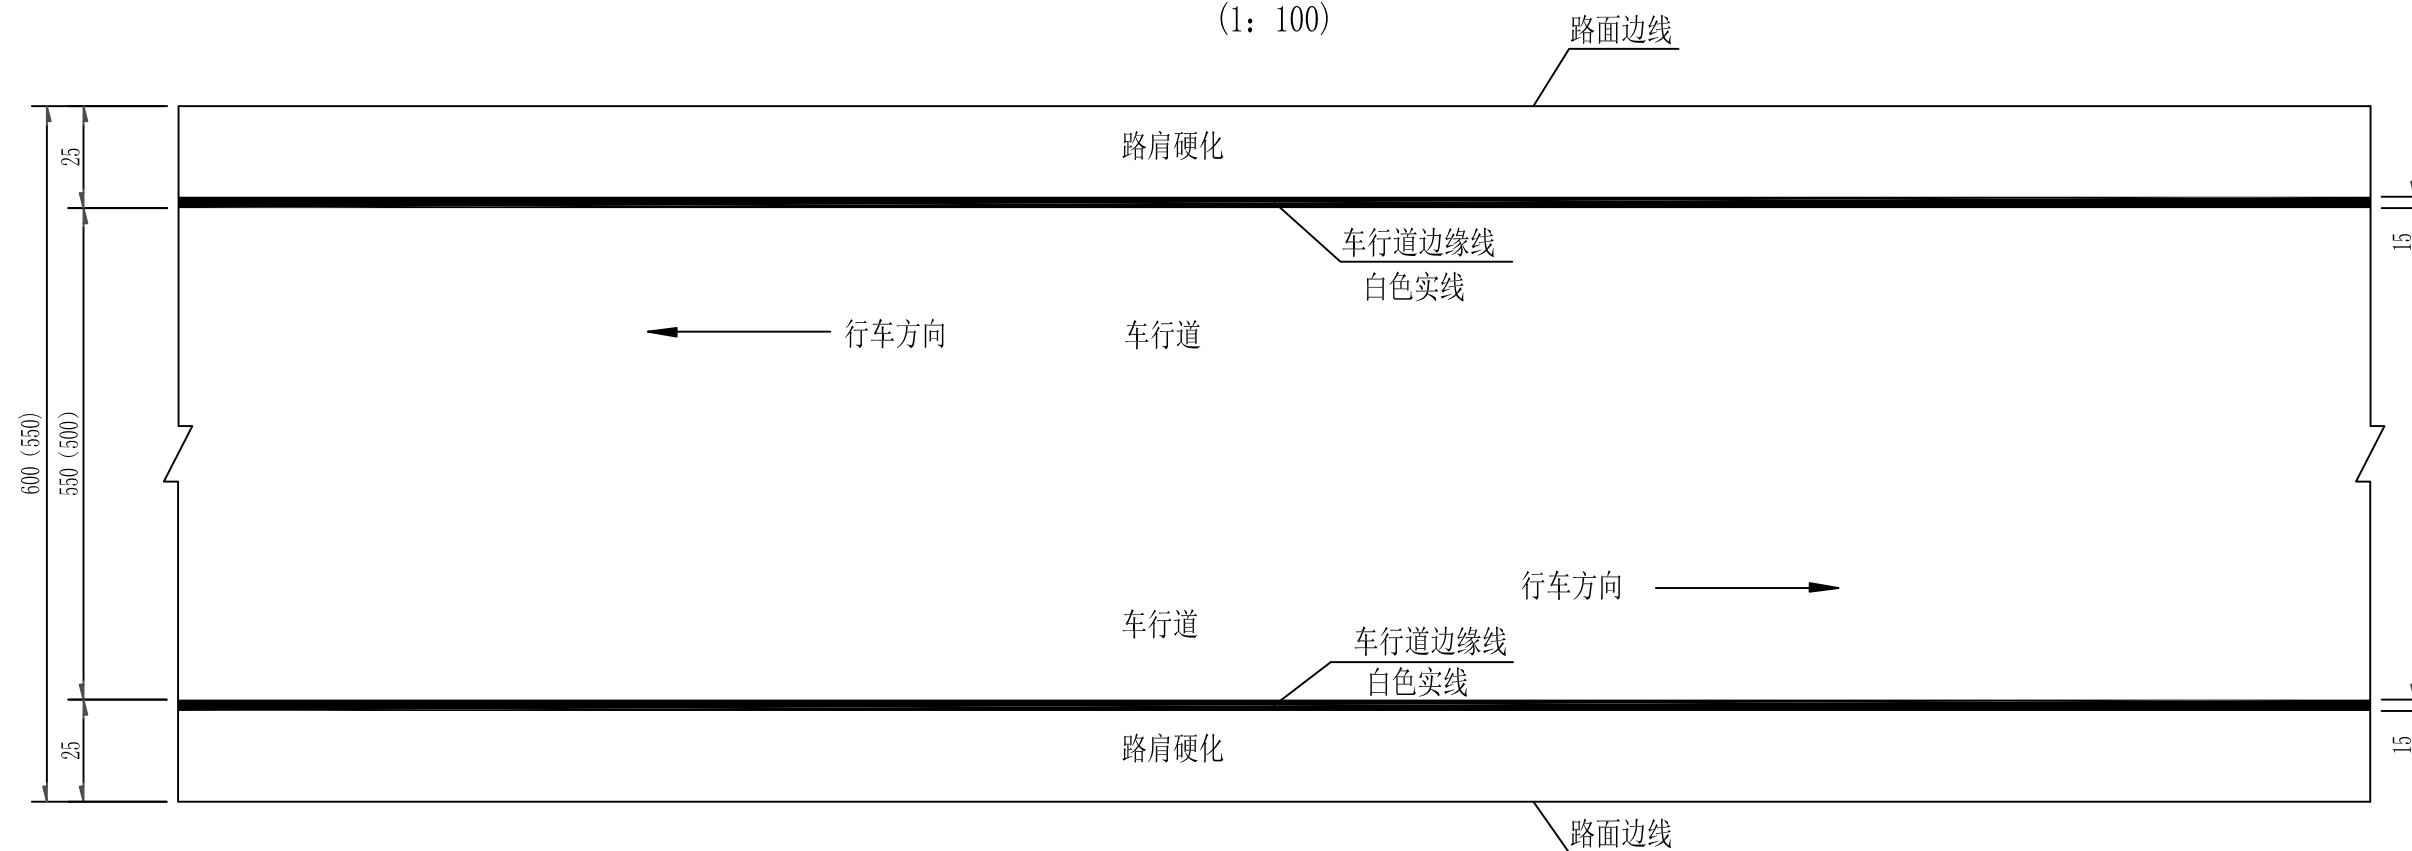 (1: 100)
路面边线
25
路肩硬化
15
车行道边缘线
白色实线
行车方向
车行道
600(550)
550(500)
行车方向
车行道
车行道边缘线
白色实线
25
路肩硬化
15
路面边线